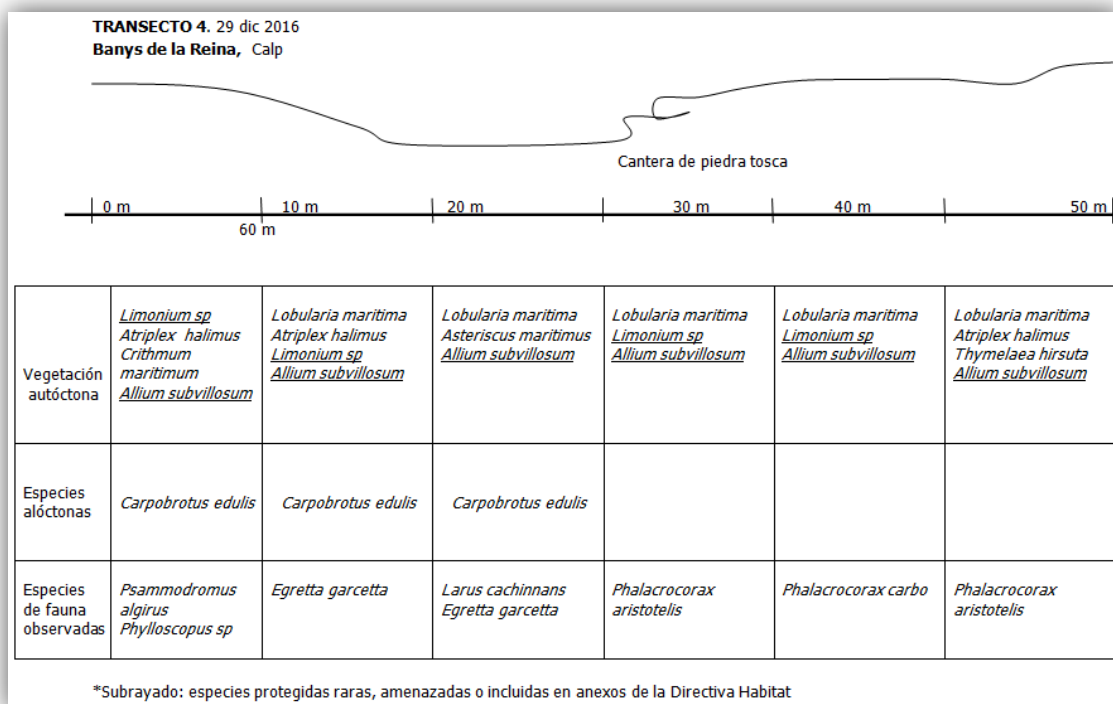 TRANSECTO 4. 29 dic 2016
Banys de la Reina, Calp
Cantera de piedra tosca
0 m 10 m 20 m 30 m 40 m 50 m
60 m
Vegetación
autóctona
Limonium sp
Atriplex halimus
Crithmum
maritimum
Allium subvillosum
Lobularia maritima
Atriplex halimus
Limonium sp
Allium subvillosum
Lobularia maritima
Asteriscus maritimus
Allium subvillosum
Lobularia maritima
Limonium sp
Allium subvillosum
Lobularia maritima
Limonium sp
Allium subvillosum
Lobularia maritima
Atriplex halimus
Thymelaea hirsuta
Allium subvillosum
Especies
alóctonas
Carpobrotus edulis
Carpobrotus edulis
Carpobrotus edulis
Especies
de fauna
observadas
Psammodromus
algirus
Phylloscopus sp
Egretta garcetta
Larus cachinnans
Egretta garcetta
Phalacrocorax
aristotelis
Phalacrocorax carbo
Phalacrocorax
aristotelis
*Subrayado: especies protegidas raras, amenazadas o incluidas en anexos de la Directiva Habitat